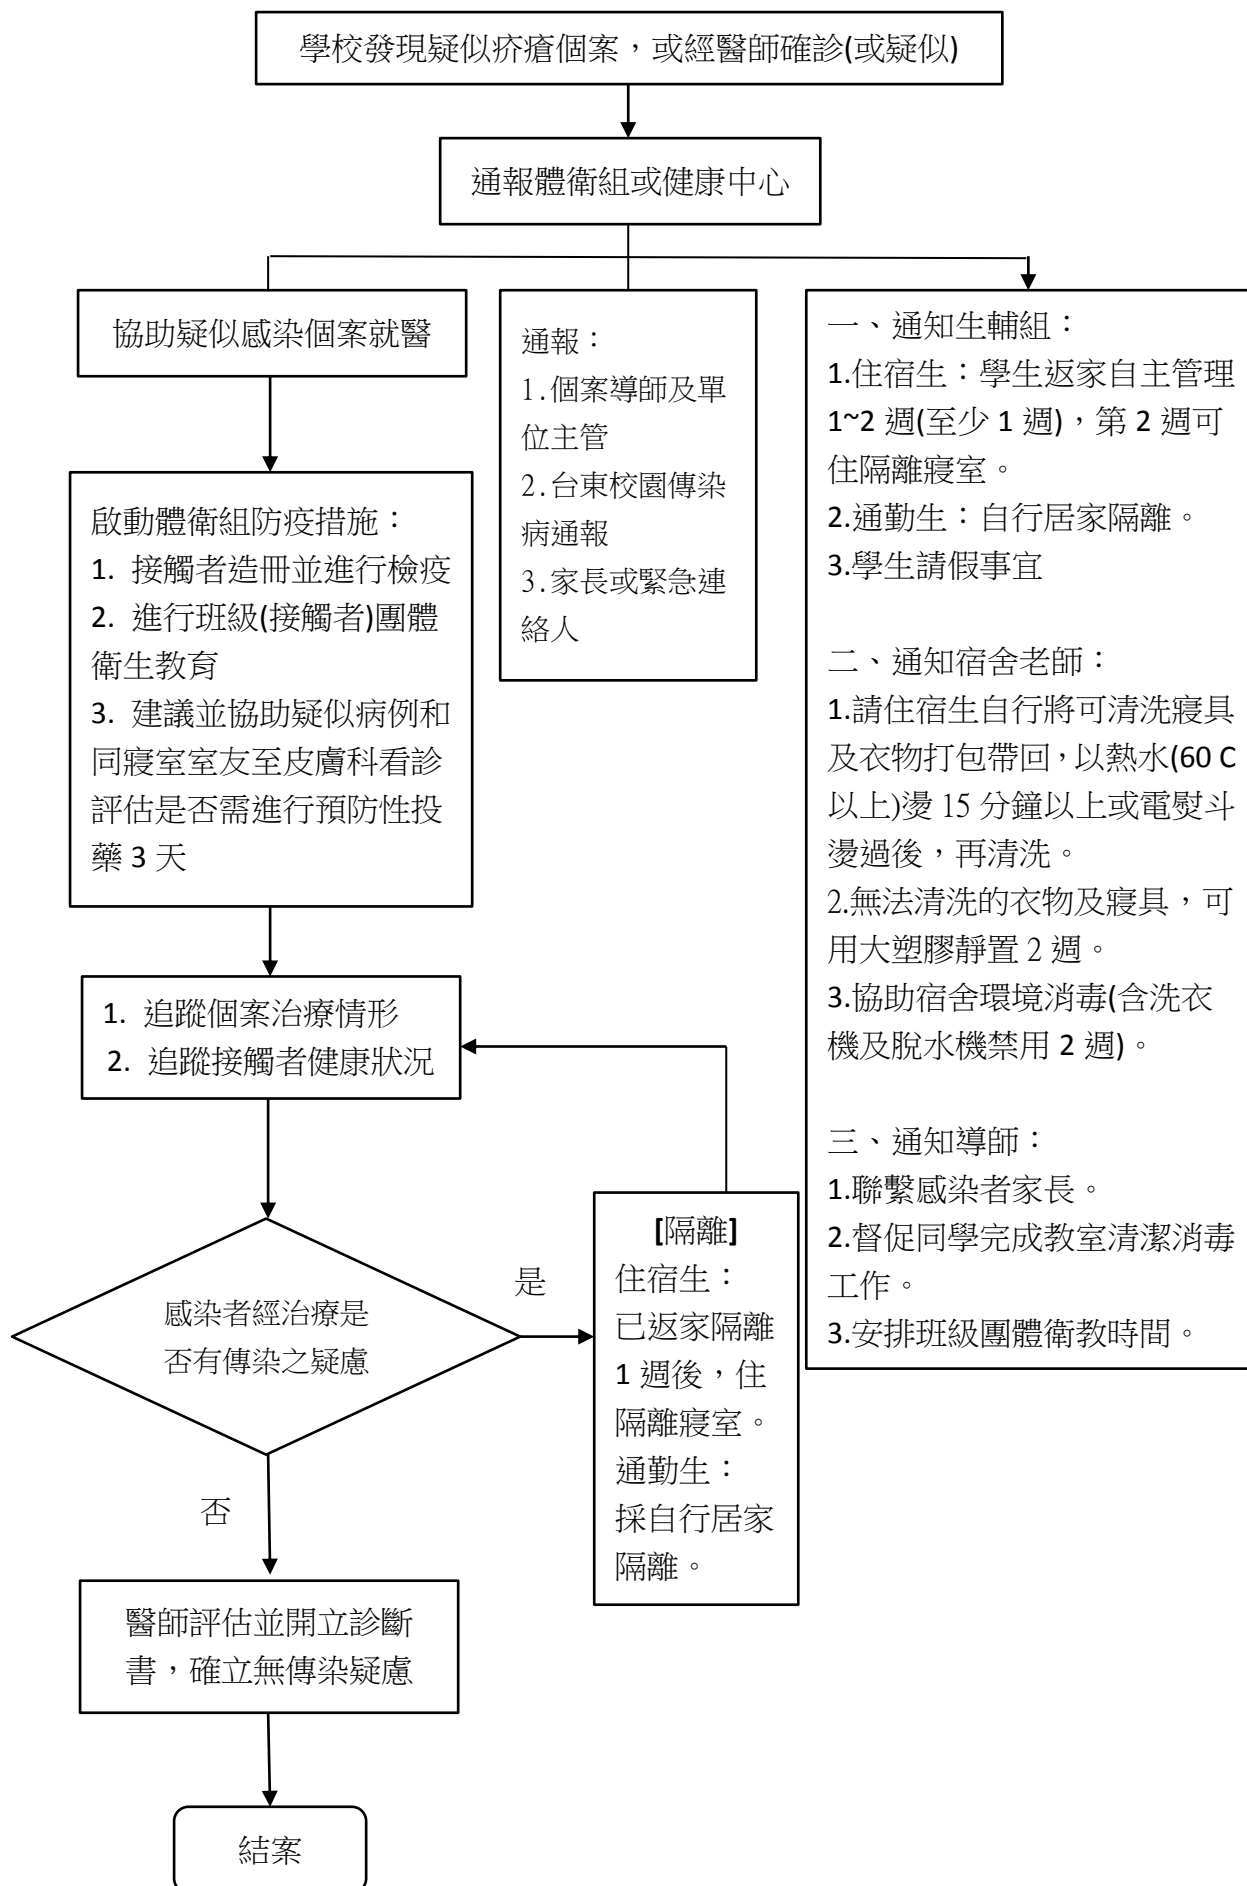 學校發現疑似疥瘡個案，或經醫師確診(或疑似)
通報體衛組或健康中心
協助疑似感染個案就醫
通報：
1.個案導師及單
位主管
2.台東校園傳染
病通報
3.家長或緊急連
絡人
一、通知生輔組：
1.住宿生：學生返家自主管理
1~2 週(至少 1 週)，第 2 週可
住隔離寢室。
2.通勤生：自行居家隔離。
3.學生請假事宜
二、通知宿舍老師：
1.請住宿生自行將可清洗寢具
及衣物打包帶回，以熱水(60 C
以上)燙 15 分鐘以上或電熨斗
燙過後，再清洗。
2.無法清洗的衣物及寢具，可
用大塑膠靜置 2 週。
3.協助宿舍環境消毒(含洗衣
機及脫水機禁用 2 週)。
三、通知導師：
1.聯繫感染者家長。
2.督促同學完成教室清潔消毒
工作。
3.安排班級團體衛教時間。
啟動體衛組防疫措施：
1. 接觸者造冊並進行檢疫
2. 進行班級(接觸者)團體
衛生教育
3. 建議並協助疑似病例和
同寢室室友至皮膚科看診
評估是否需進行預防性投
藥 3 天
1. 追蹤個案治療情形
2. 追蹤接觸者健康狀況
感染者經治療是
否有傳染之疑慮
是
[隔離]
住宿生：
已返家隔離
1 週後，住
隔離寢室。
通勤生：
採自行居家
隔離。
否
醫師評估並開立診斷
書，確立無傳染疑慮
結案